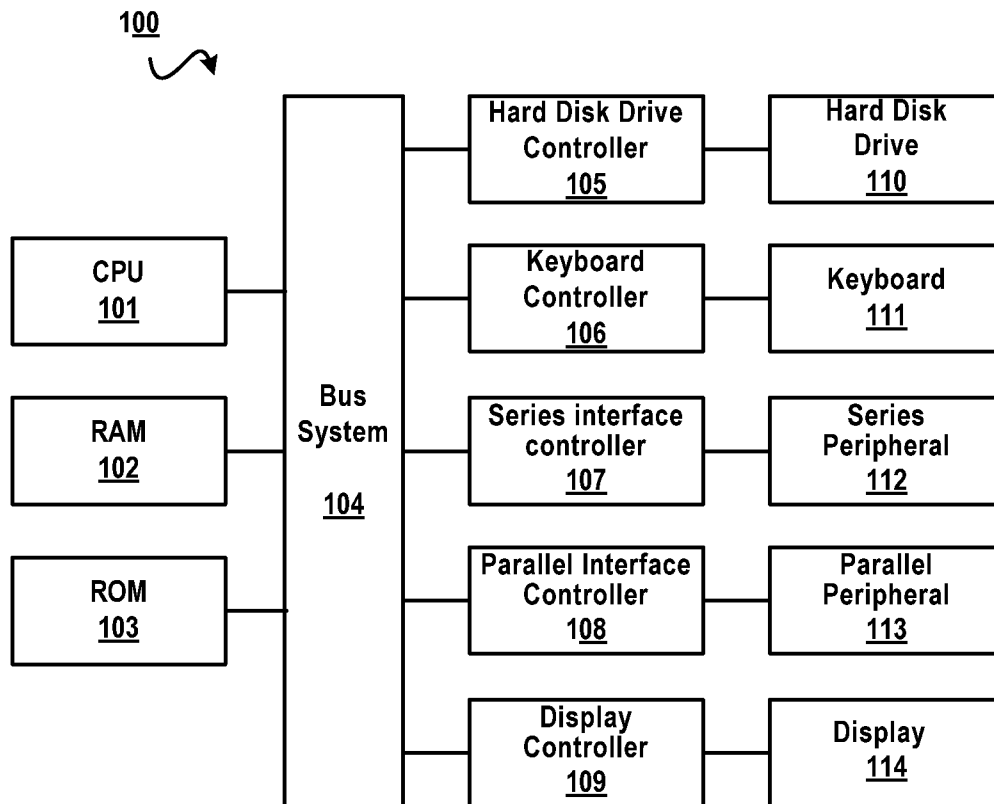 100
Hard Disk Drive
Controller
105
Hard Disk
Drive
110
CPU
101
Keyboard
Controller
106
Keyboard
111
RAM
102
Bus
System
104
Series interface
controller
107
Series
Peripheral
112
ROM
103
Parallel Interface
Controller
108
Parallel
Peripheral
113
Display
Controller
109
Display
114